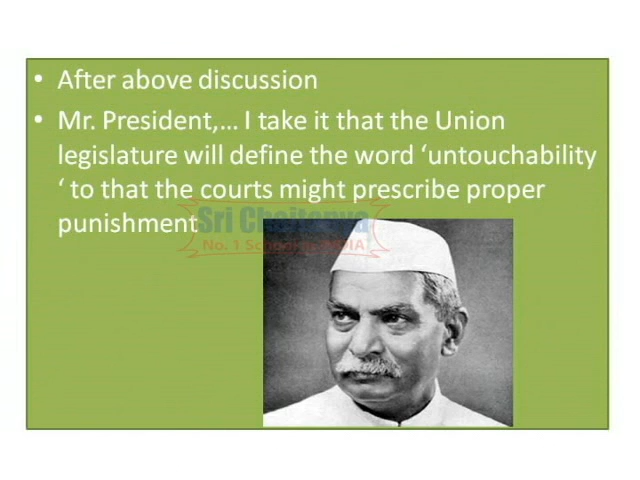 • After above discussion
• Mr. President,... I take it that the Union
legislature will define the word ‘untouchability
‘ to that the courts might prescribe proper
punishment
Sri Chaitanya
No. 1 School in INDIA